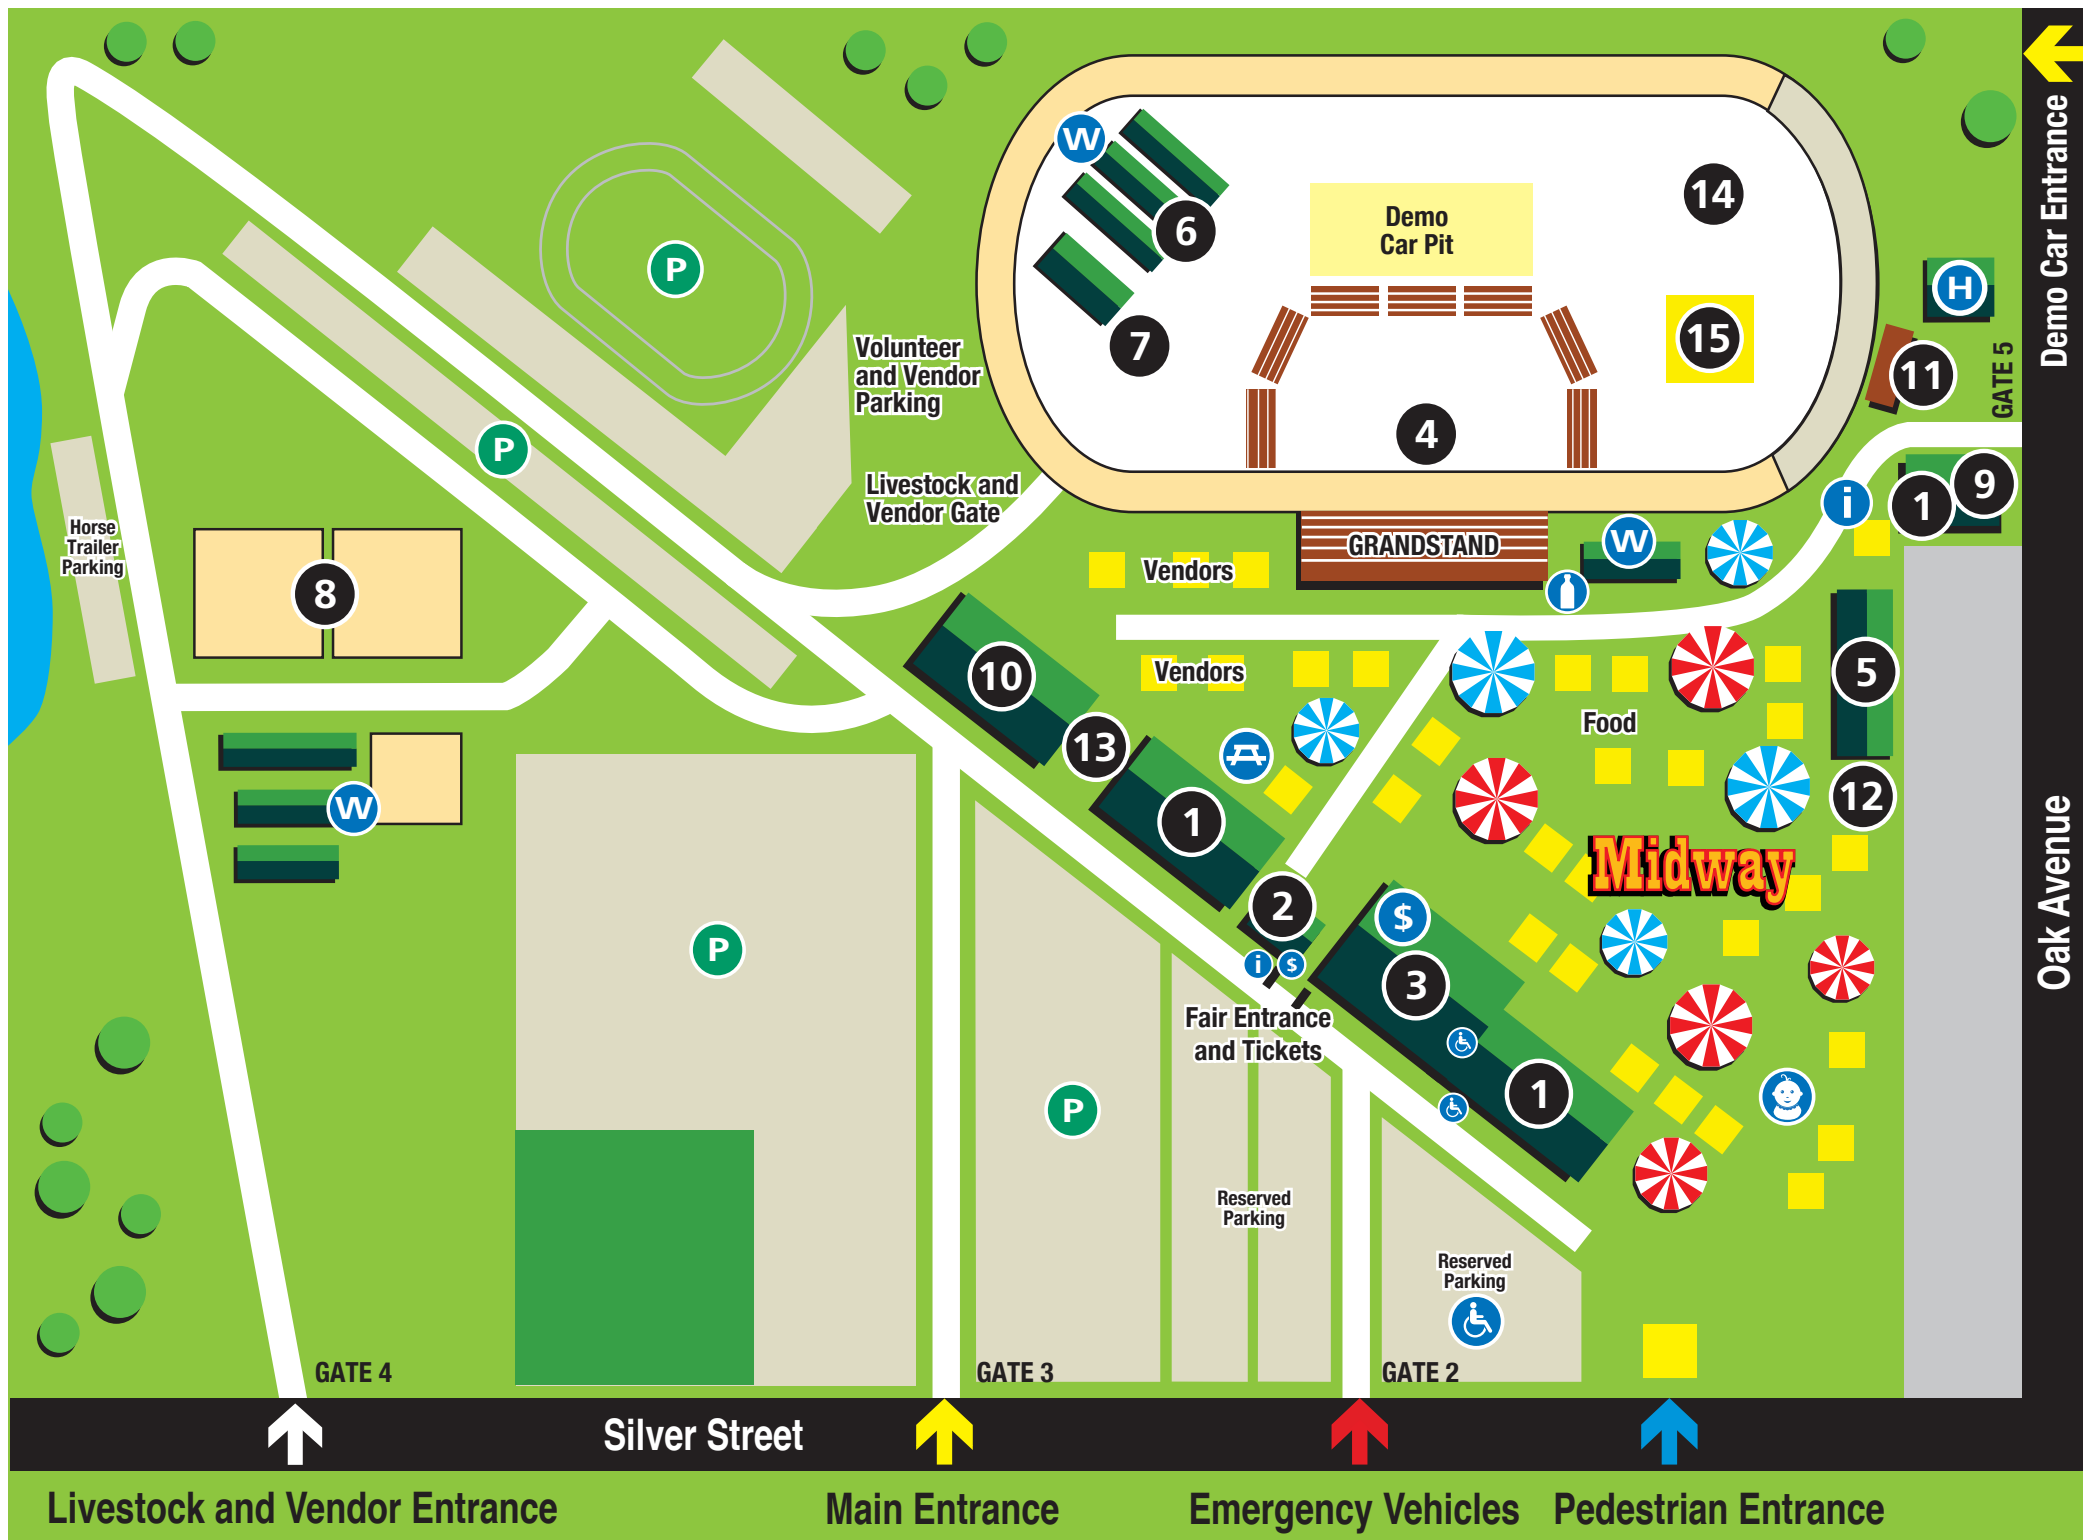 Demo Car Entrance
W
14
6
Demo
Car Pit
P
H
15
7
Volunteer
and Vendor
Parking
11
GATE 5
4
P
Livestock and
Vendor Gate
i
1
9
Horse
Trailer
Parking
GRANDSTAND
W
Vendors
8
10
Vendors
5
Food
13
12
W
1
Midway
Oak Avenue
2
$
P
i
$
3
Fair Entrance
and Tickets
1
P
Reserved
Parking
Reserved
Parking
GATE 4
GATE 3
GATE 2
Silver Street
Livestock and Vendor Entrance
Main Entrance
Emergency Vehicles
Pedestrian Entrance